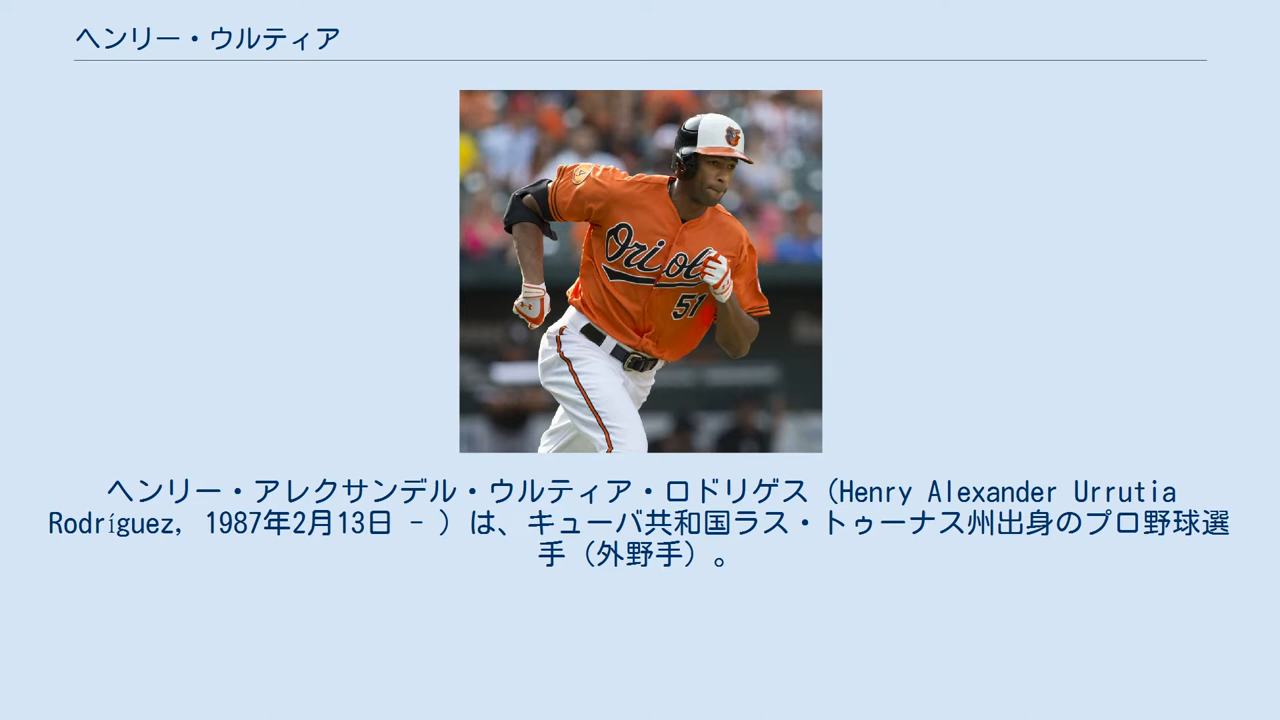 ヘンリー・ウルティア
Orioles
51
ヘンリー・アレクサンデル・ウルティア・ロドリゲス（Henry Alexander Urrutia
Rodríguez, 1987年2月13日 - ）は、キューバ共和国ラス・トゥーナス州出身のプロ野球選
手（外野手）。